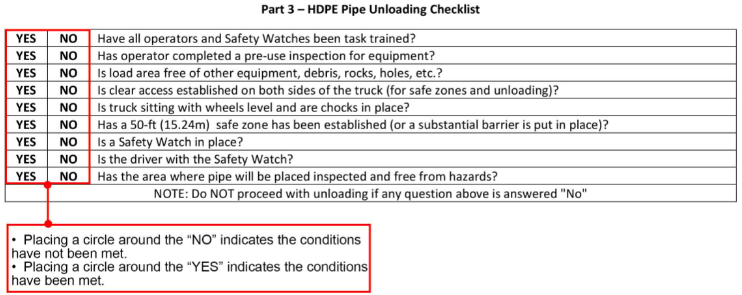 Part 3 – HDPE Pipe Unloading Checklist
YES NO Have all operators and Safety Watches been task trained?
YES NO Has operator completed a pre-use inspection for equipment?
YES NO Is load area free of other equipment, debris, rocks, holes, etc.?
YES NO Is clear access established on both sides of the truck (for safe zones and unloading)?
YES NO Is truck sitting with wheels level and are chocks in place?
YES NO Has a 50-ft (15.24m) safe zone has been established (or a substantial barrier is put in place)?
YES NO Is a Safety Watch in place?
YES NO Is the driver with the Safety Watch?
YES NO Has the area where pipe will be placed inspected and free from hazards?
NOTE: Do NOT proceed with unloading if any question above is answered "No"
• Placing a circle around the “NO” indicates the conditions
have not been met.
• Placing a circle around the “YES” indicates the conditions
have been met.